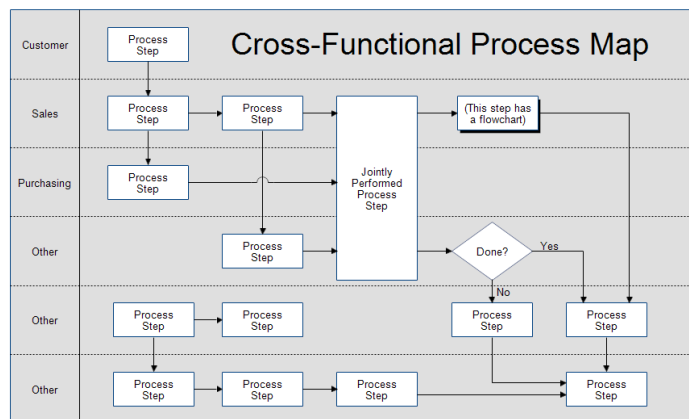 Cross-Functional Process Map
Customer
Process
Step
Sales
Process
Step
Process
Step
(This step has
a flowchart)
Purchasing
Process
Step
Jointly
Performed
Process
Step
Other
Process
Step
Done?
Yes
No
Other
Process
Step
Process
Step
Process
Step
Process
Step
Other
Process
Step
Process
Step
Process
Step
Process
Step